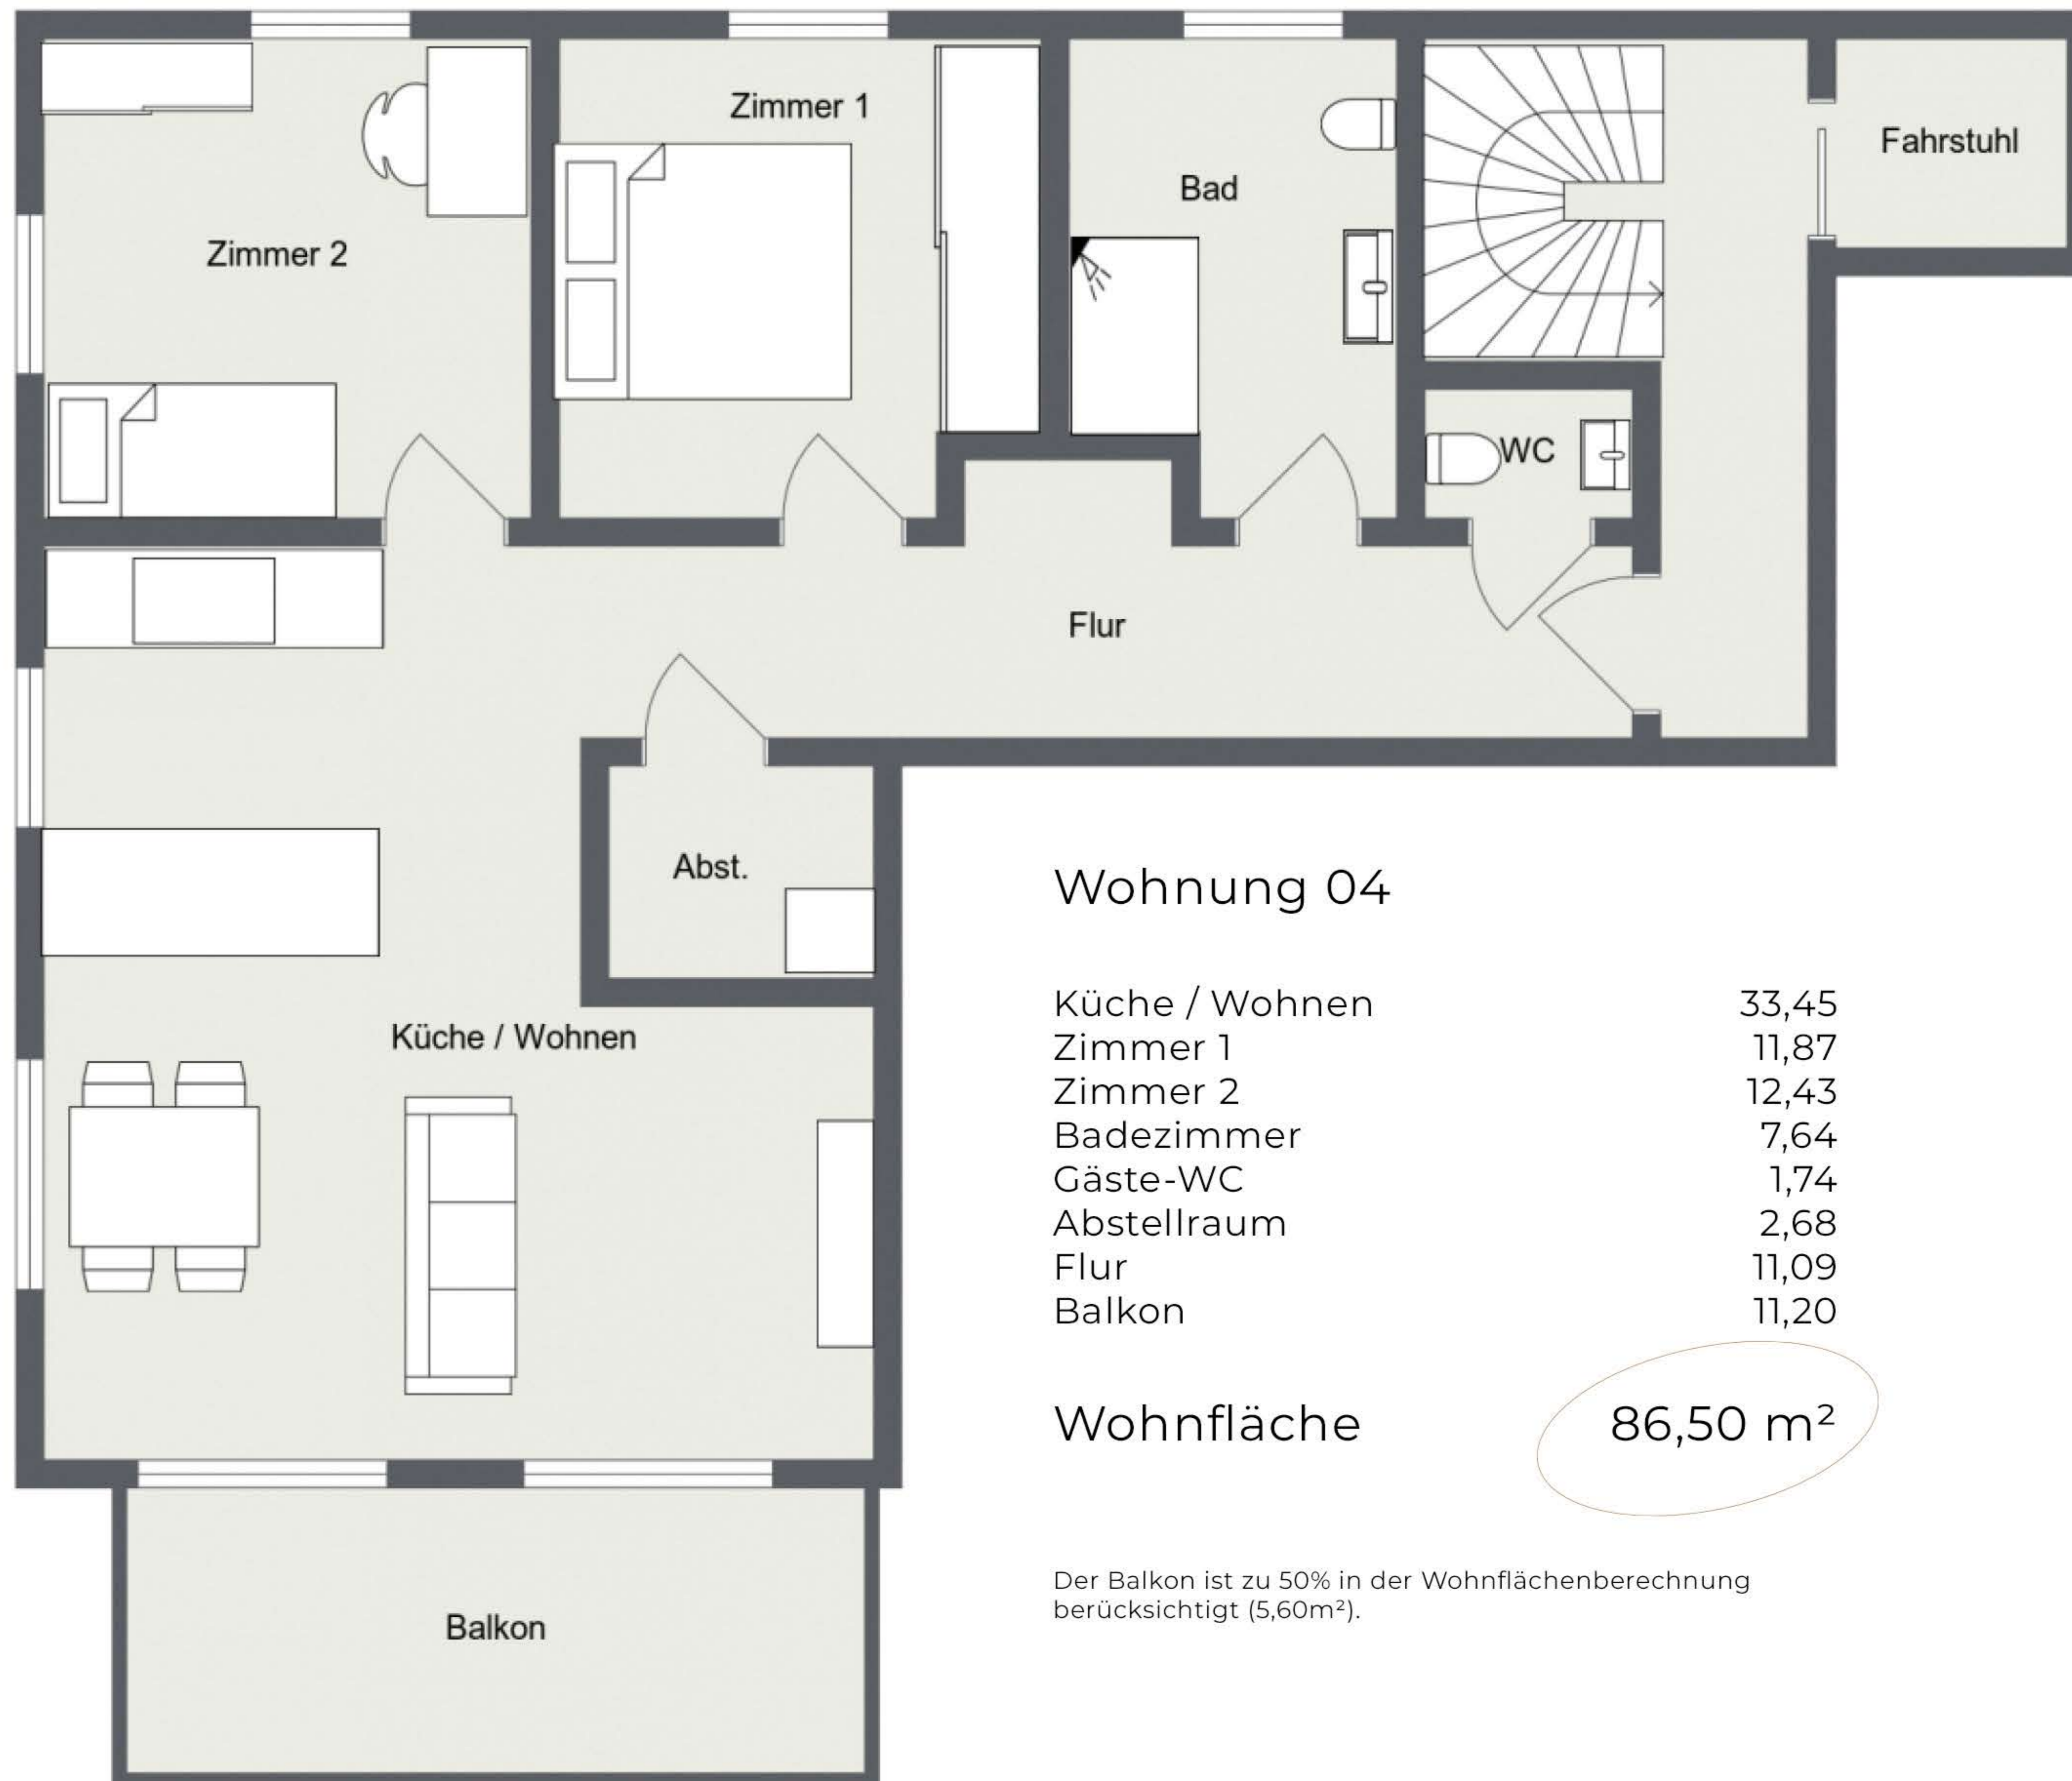 Zimmer 1
Fahrstuhl
Bad
Zimmer 2
WC
Flur
Abst.
Küche / Wohnen
Balkon
Wohnung 04
Küche / Wohnen 33,45
Zimmer 1 11,87
Zimmer 2 12,43
Badezimmer 7,64
Gäste-WC 1,74
Abstellraum 2,68
Flur 11,09
Balkon 11,20
Wohnfläche 86,50 m²
Der Balkon ist zu 50% in der Wohnflächenberechnung
berücksichtigt (5,60m²).